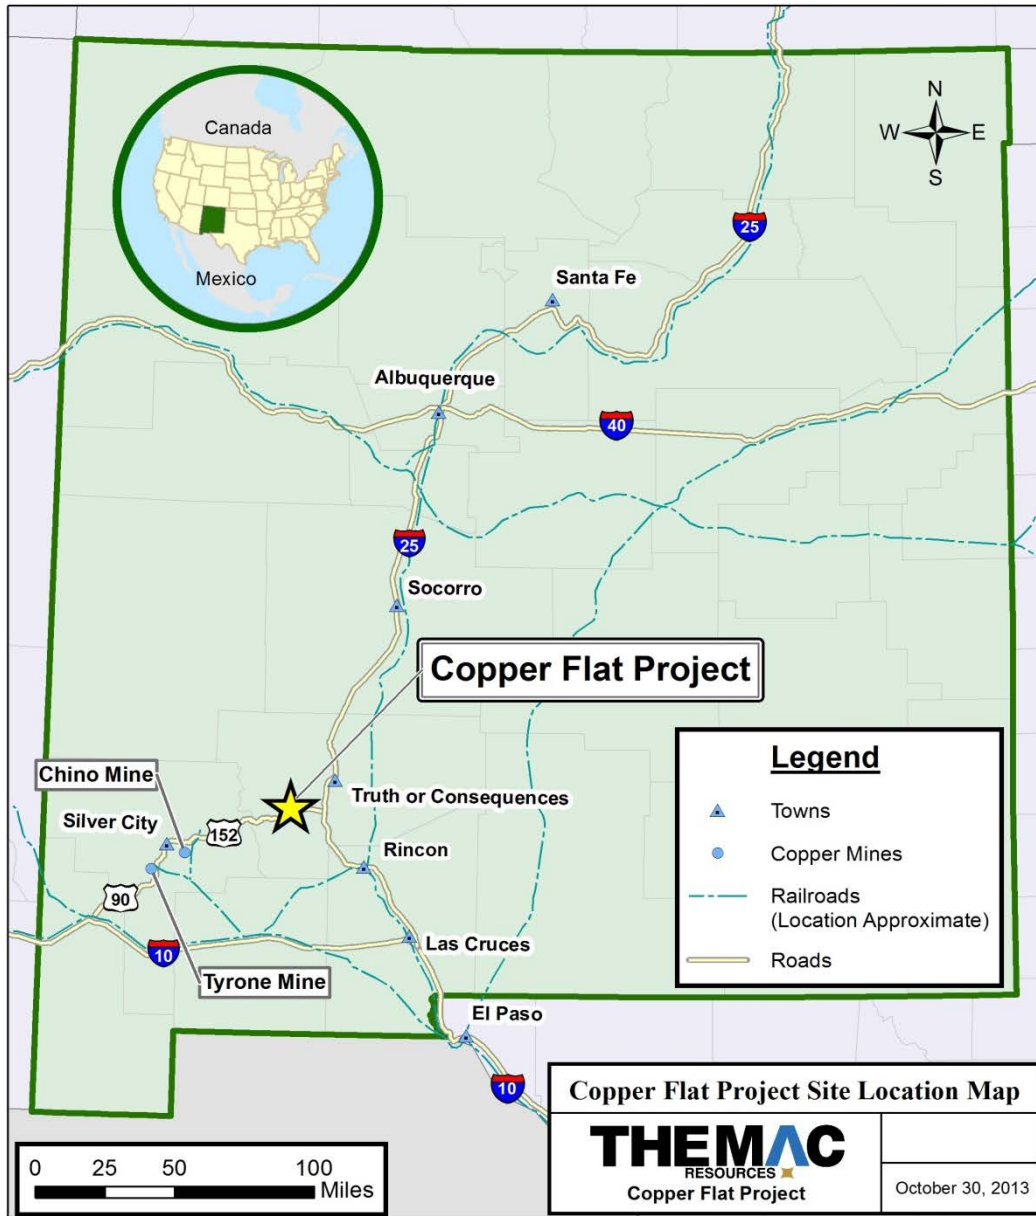 Canada
Mexico
N
W E
S
25
Santa Fe
Albuquerque
40
25
Socorro
Copper Flat Project
Chino Mine
Truth or Consequences
Silver City
152
Rincon
90
Las Cruces
10
Tyrone Mine
El Paso
10
Legend
Towns
Copper Mines
Railroads
(Location Approximate)
Roads
0 25 50 100
Miles
Copper Flat Project Site Location Map
THEMAC
RESOURCES
Copper Flat Project
October 30, 2013